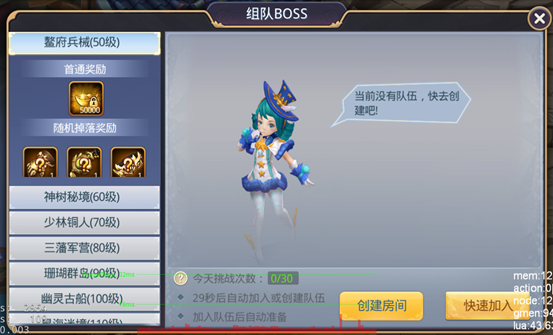 组队BOSS
鳌府兵械(50级)
首通奖励
50000
随机掉落奖励
神树秘境(60级)
少林铜人(70级)
三藩军营(80级)
珊瑚群岛(90级)
幽灵古船(100级)
当前没有队伍，快去创
建吧!
今天挑战次数：0/30
29秒后自动加入或创建队伍
加入队伍后自动准备
创建房间
快速加入
mem:12
action:0
node:12
gmem:94
lua:43.6
0.003